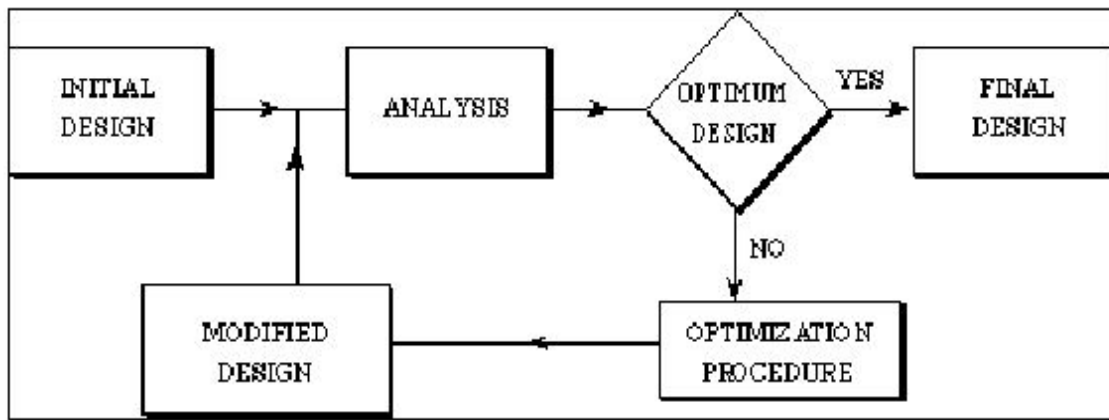 INITIAL
DESIGN
ANALYSIS
OPTIMUM
DESIGN
YES
FINAL
DESIGN
NO
OPTIMIZATION
PROCEDURE
MODIFIED
DESIGN